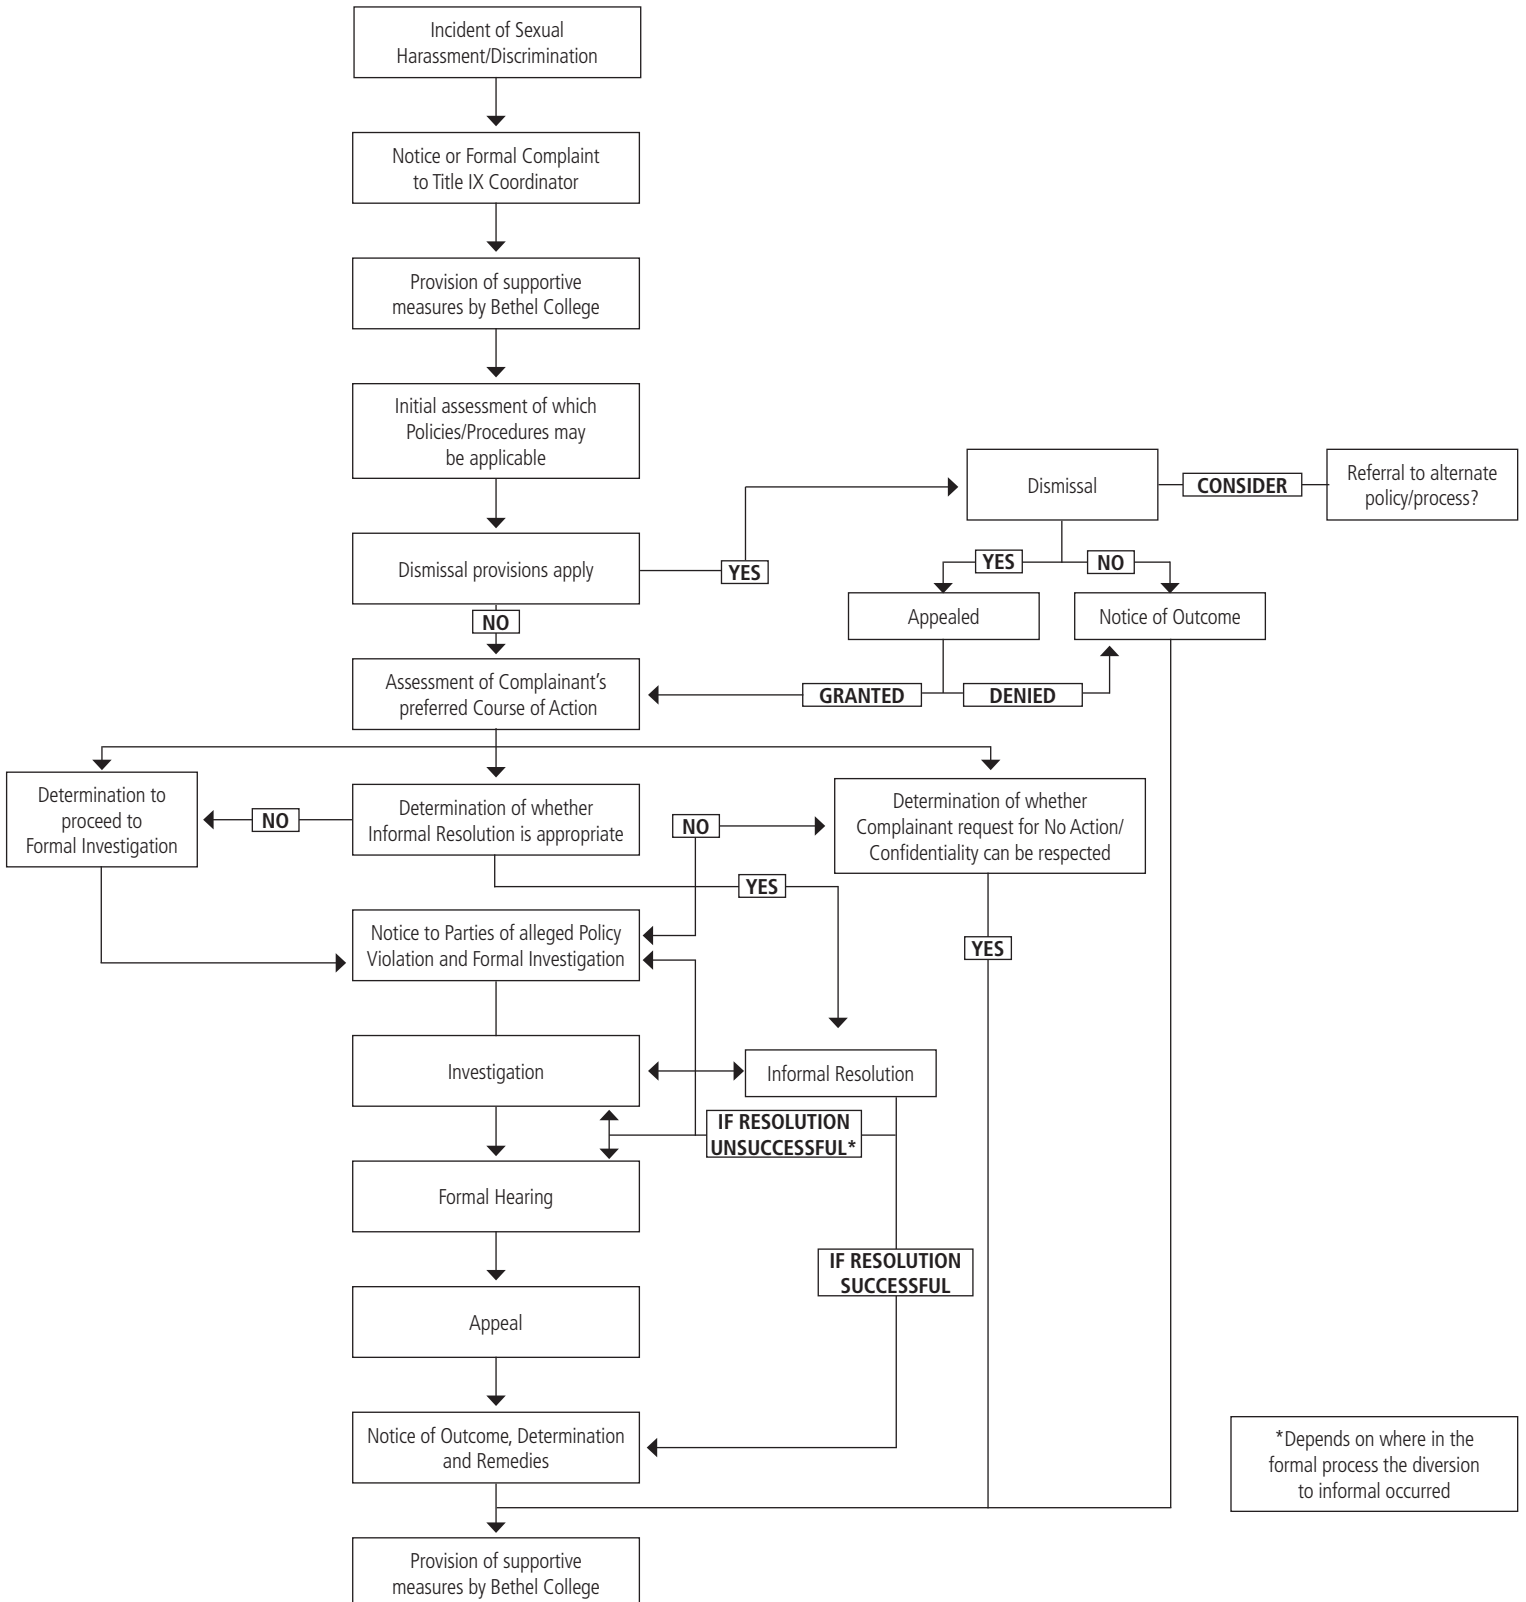 Incident of Sexual
Harassment/Discrimination
Notice or Formal Complaint
to Title IX Coordinator
Provision of supportive
measures by Bethel College
Initial assessment of which
Policies/Procedures may
be applicable
Dismissal
CONSIDER
Referral to alternate
policy/process?
Dismissal provisions apply
YES
YES
NO
Appealed
Notice of Outcome
NO
Assessment of Complainant's
preferred Course of Action
GRANTED
DENIED
Determination to
proceed to
Formal Investigation
NO
Determination of whether
Informal Resolution is appropriate
NO
Determination of whether
Complainant request for No Action/
Confidentiality can be respected
YES
Notice to Parties of alleged Policy
Violation and Formal Investigation
YES
Investigation
Informal Resolution
IF RESOLUTION
UNSUCCESSFUL*
Formal Hearing
IF RESOLUTION
SUCCESSFUL
Appeal
Notice of Outcome, Determination
and Remedies
*Depends on where in the
formal process the diversion
to informal occurred
Provision of supportive
measures by Bethel College